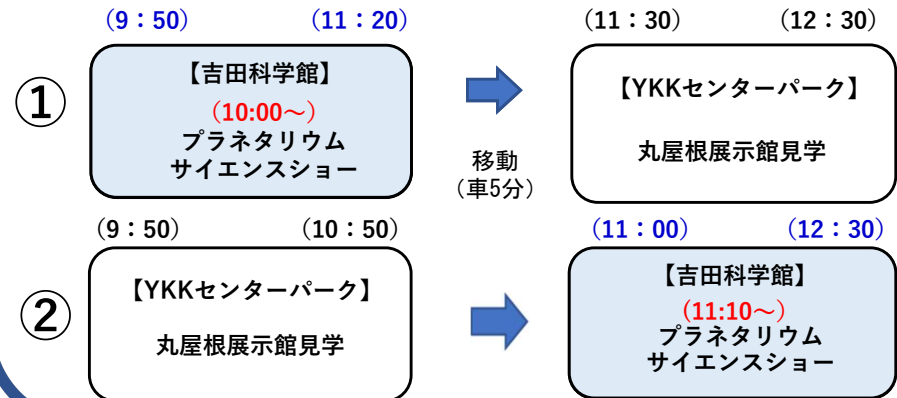 （9：50）　（11：20）　（11：30）　（12：30）
①
【吉田科学館】
（10:00～）
プラネタリウム
サイエンスショー
移動
（車5分）
【YKKセンターパーク】
丸屋根展示館見学
（9：50）　（10：50）　（11：00）　（12：30）
②
【YKKセンターパーク】
丸屋根展示館見学
【吉田科学館】
（11:10～）
プラネタリウム
サイエンスショー